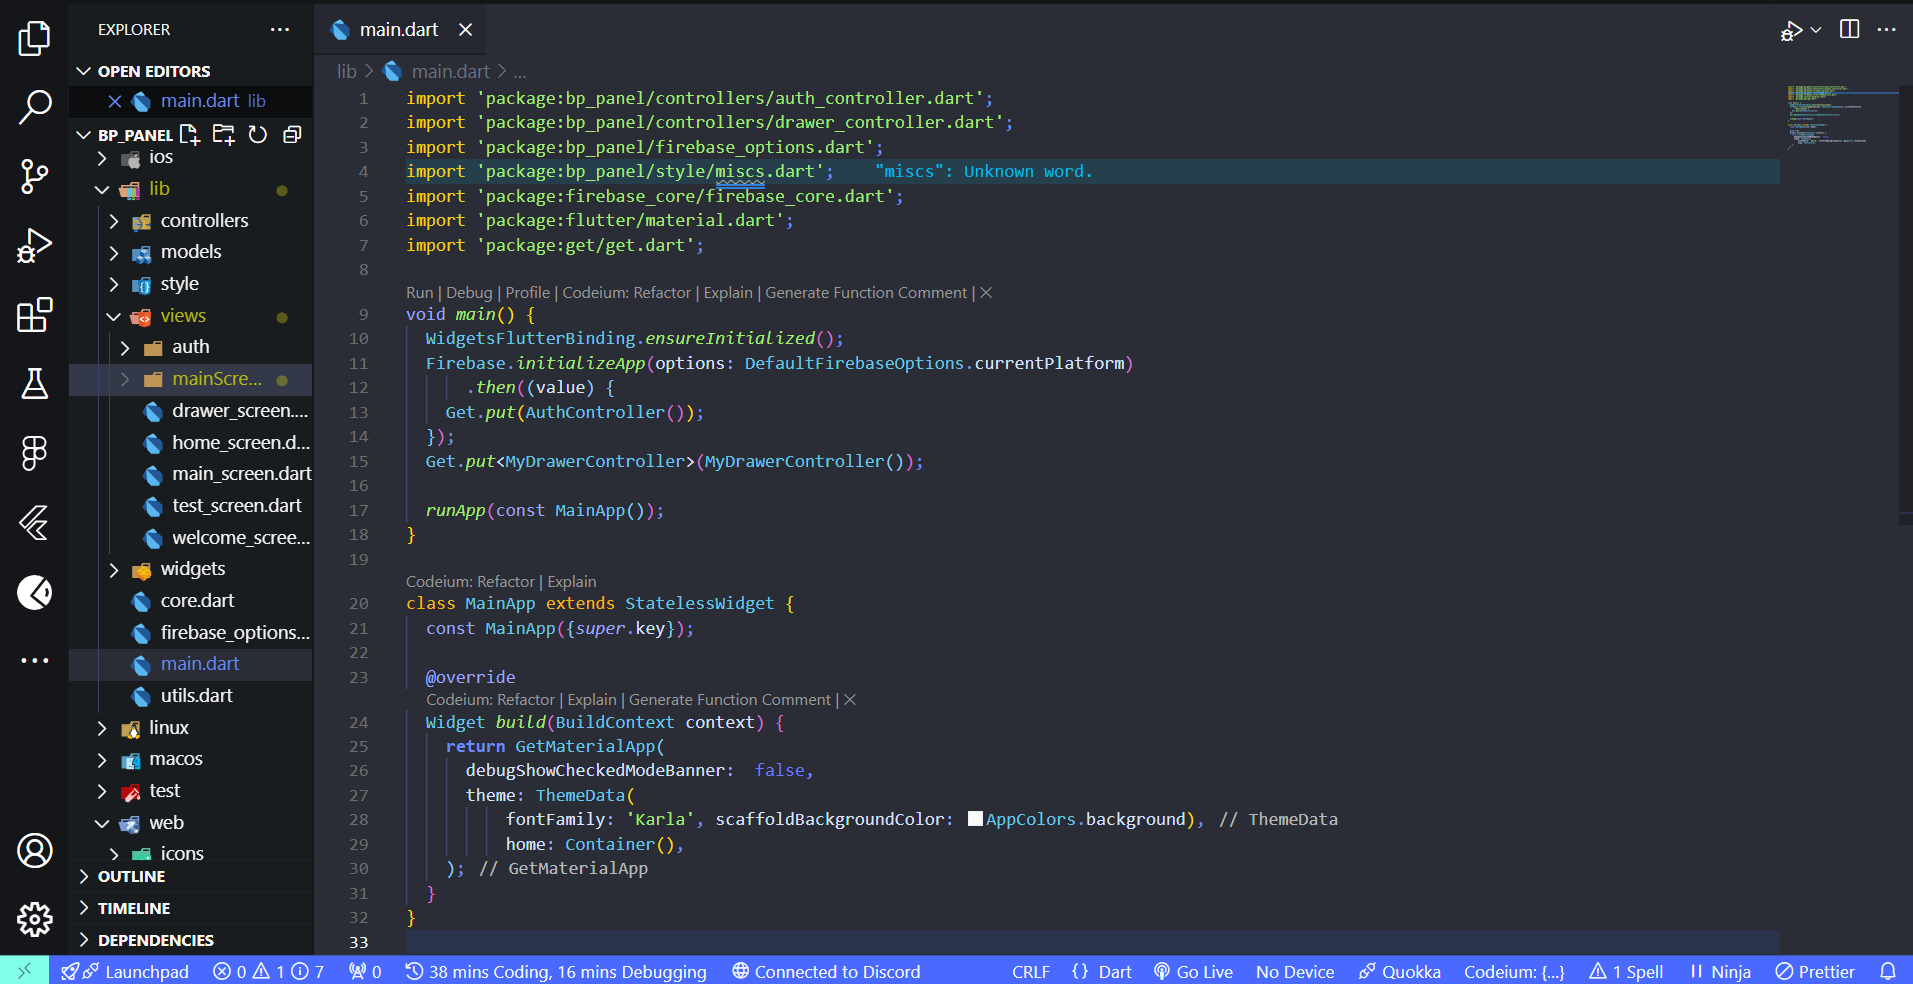 EXPLORER
OPEN EDITORS
main.dart lib
BP_PANEL
ios
lib
controllers
models
style
views
auth
mainScre...
drawer_screen....
home_screen.d...
main_screen.dart
test_screen.dart
welcome_scree...
widgets
core.dart
firebase_options...
main.dart
utils.dart
linux
macos
test
web
icons
OUTLINE
TIMELINE
DEPENDENCIES
main.dart
lib > main.dart > ...
1 import 'package:bp_panel/controllers/auth_controller.dart';
2 import 'package:bp_panel/controllers/drawer_controller.dart';
3 import 'package:bp_panel/firebase_options.dart';
4 import 'package:bp_panel/style/miscs.dart'; "miscs": Unknown word.
5 import 'package:firebase_core/firebase_core.dart';
6 import 'package:flutter/material.dart';
7 import 'package:get/get.dart';
8
Run | Debug | Profile | Codeium: Refactor | Explain | Generate Function Comment | ×
9 void main() {
10 WidgetsFlutterBinding.ensureInitialized();
11 Firebase.initializeApp(options: DefaultFirebaseOptions.currentPlatform)
12 .then((value) {
13 Get.put(AuthController());
14 });
15 Get.put<MyDrawerController>(MyDrawerController());
16
17 runApp(const MainApp());
18 }
19
Codeium: Refactor | Explain
20 class MainApp extends StatelessWidget {
21 const MainApp({super.key});
22
23 @override
Codeium: Refactor | Explain | Generate Function Comment | ×
24 Widget build(BuildContext context) {
25 return GetMaterialApp(
26 debugShowCheckedModeBanner: false,
27 theme: ThemeData(
28 fontFamily: 'Karla', scaffoldBackgroundColor: AppColors.background), // ThemeData
29 home: Container(),
30 ); // GetMaterialApp
31 }
32 }
33
Launchpad 0 1 7 0 38 mins Coding, 16 mins Debugging Connected to Discord CRLF {} Dart Go Live No Device Quokka Codeium: {...} 1 Spell Ninja Prettier